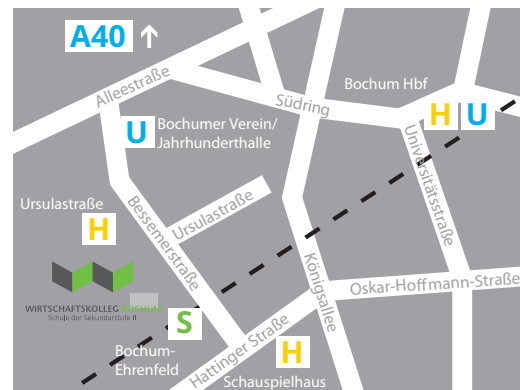 A40
Alleestraße
Südring
Bochum Hbf
H U
U Bochumer Verein/
Jahrhunderthalle
Universitätsstraße
Ursulastraße
H
Bessemerstraße
Ursulastraße
Königsallee
Oskar-Hoffmann-Straße
WIRTSCHAFTSKOLLEG
Schule der Sekundarstufe II
S
Bochum-
Ehrenfeld
Hattinger Straße
H
Schauspielhaus